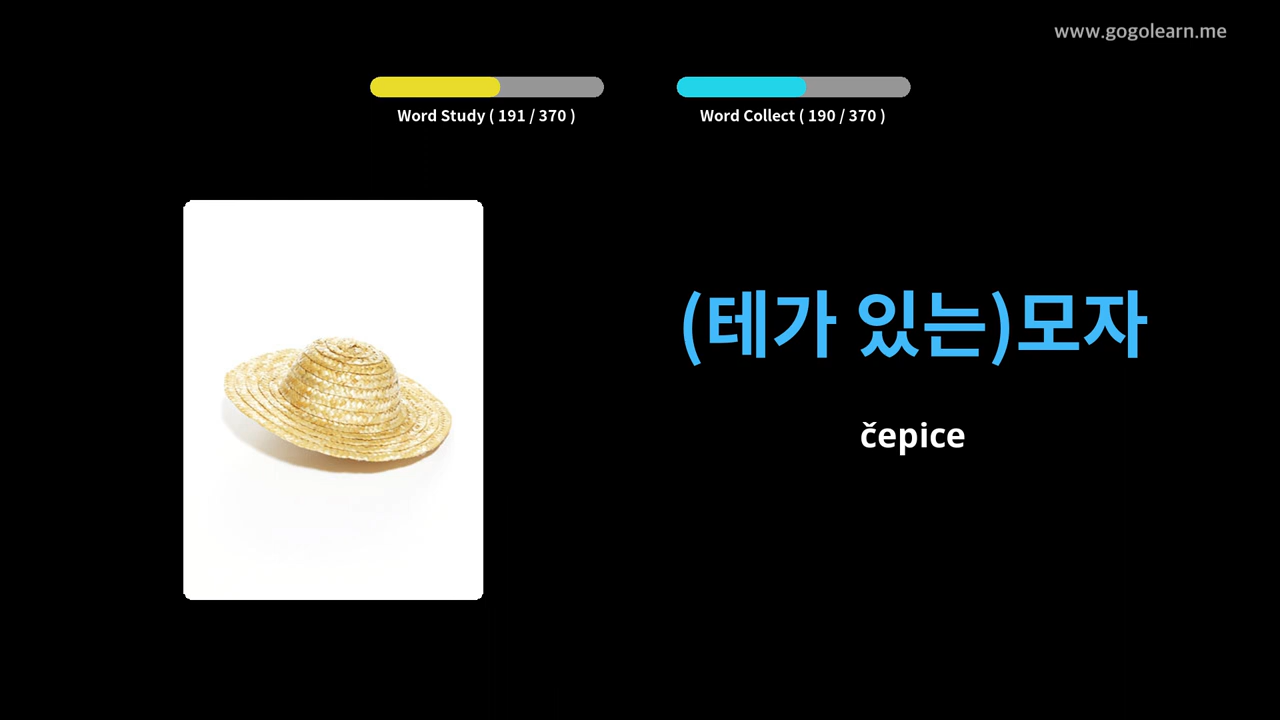 www.gogolearn.me
Word Study ( 191 / 370 )
Word Collect ( 190 / 370 )
(테가 있는)모자
čepice